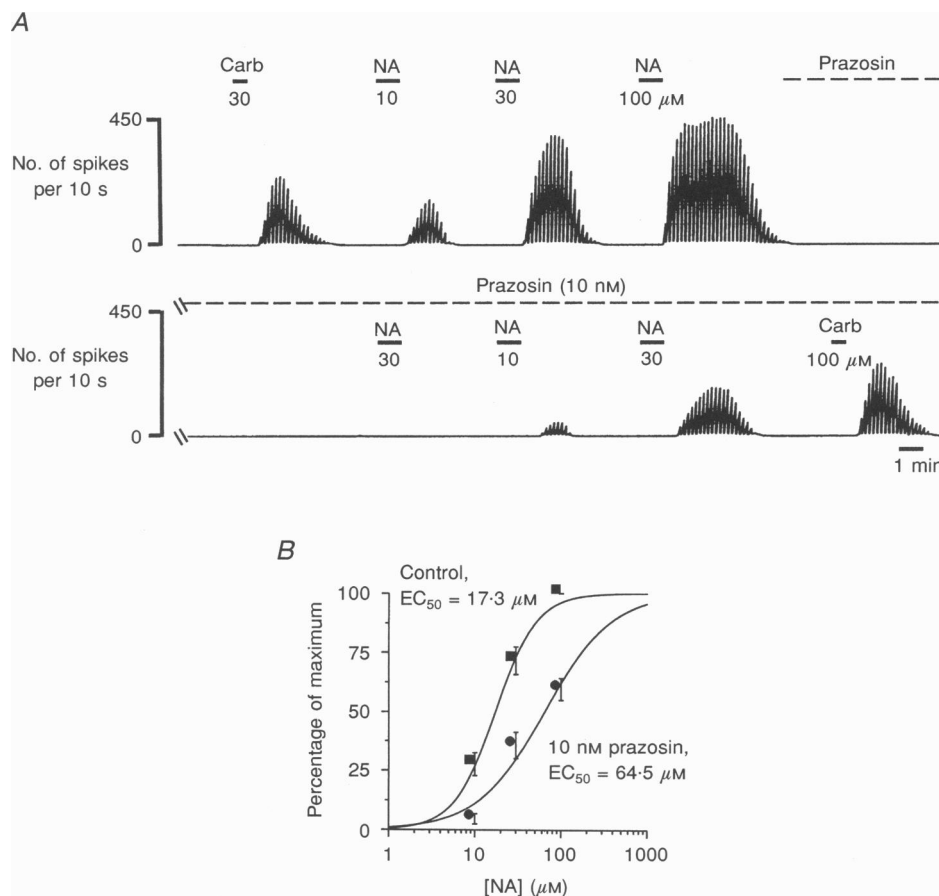 A
Carb NA NA NA Prazosin
30 10 30 100 μM
450
No. of spikes
per 10 s
0
Prazosin (10 nM)
450
NA NA NA Carb
No. of spikes
per 10 s
30 10 30 100 μM
0
1 min
B
Control,
EC50 = 17·3 μM
100
75
50
25
0
Percentage of maximum
10 nM prazosin,
EC50 = 64·5 μM
1 10 100 1000
[NA] (μM)